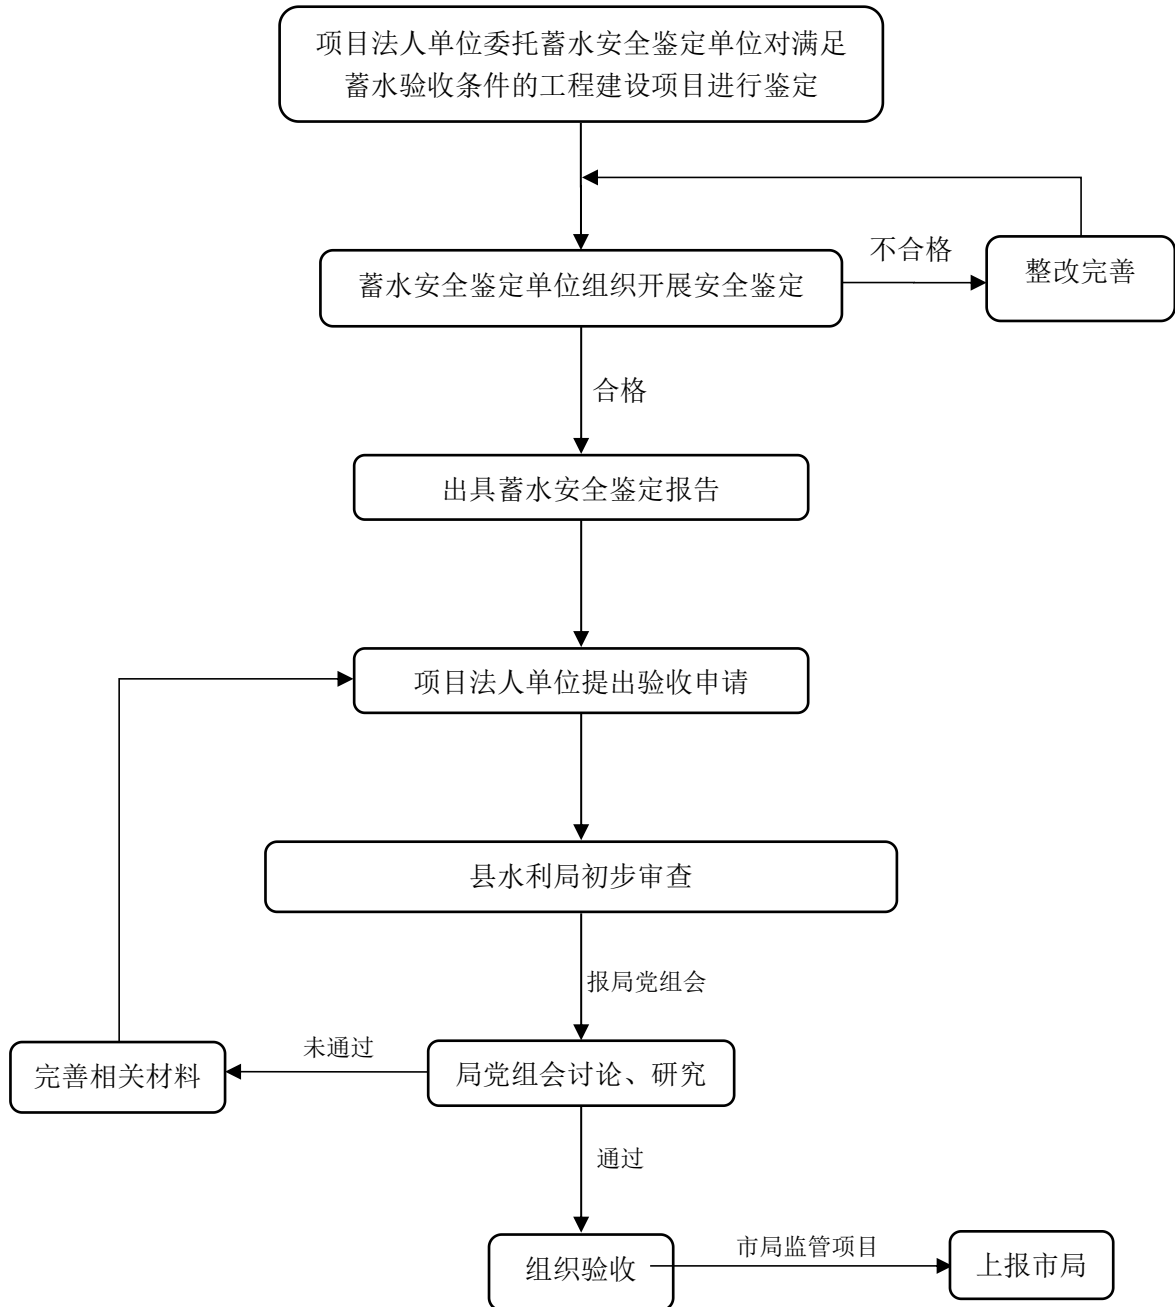 项目法人单位委托蓄水安全鉴定单位对满足
蓄水验收条件的工程建设项目进行鉴定
不合格
整改完善
蓄水安全鉴定单位组织开展安全鉴定
合格
出具蓄水安全鉴定报告
项目法人单位提出验收申请
县水利局初步审查
报局党组会
未通过
完善相关材料
局党组会讨论、研究
通过
市局监管项目
组织验收
上报市局